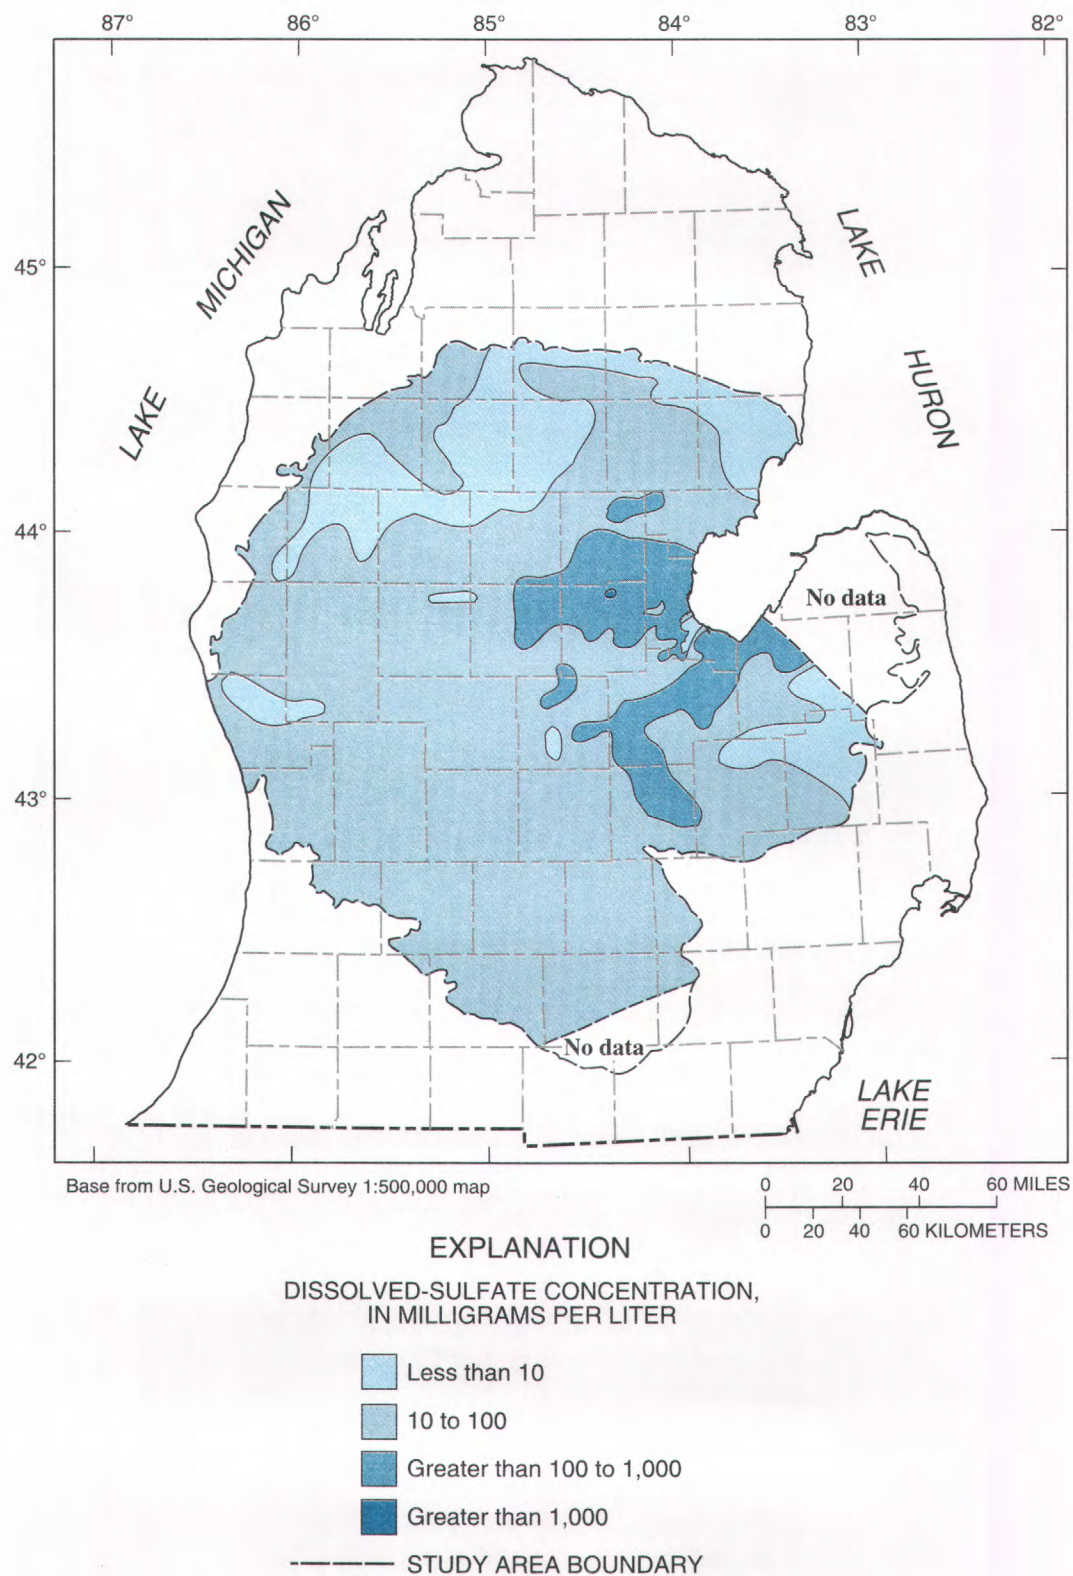 87° 86° 85° 84° 83° 82°
LAKE MICHIGAN
LAKE HURON
45°
44°
43°
42°
No data
No data
LAKE
ERIE
Base from U.S. Geological Survey 1:500,000 map
0 20 40 60 MILES
0 20 40 60 KILOMETERS
EXPLANATION
DISSOLVED-SULFATE CONCENTRATION,
IN MILLIGRAMS PER LITER
Less than 10
10 to 100
Greater than 100 to 1,000
Greater than 1,000
STUDY AREA BOUNDARY